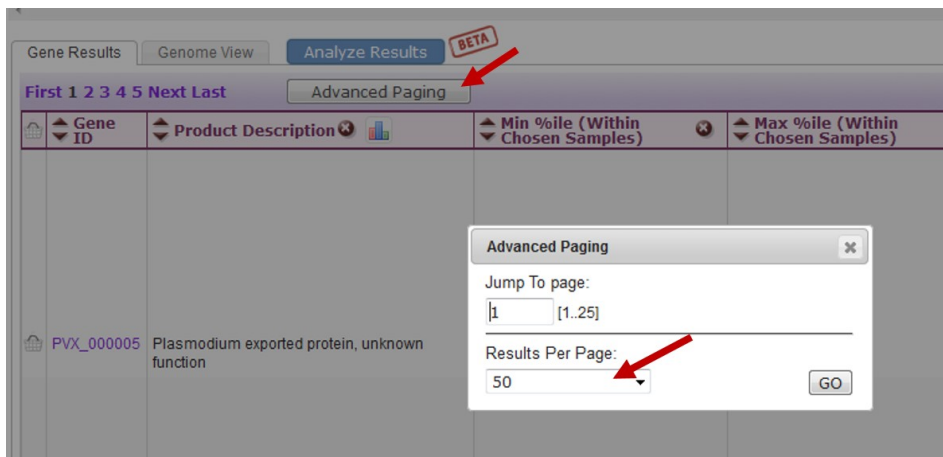 Gene Results
Genome View
Analyze Results
BETA
First 1 2 3 4 5 Next Last
Advanced Paging
Gene
ID
Product Description
Min %ile (Within
Chosen Samples)
Max %ile (Within
Chosen Samples)
PVX_000005
Plasmodium exported protein, unknown
function
Advanced Paging
Jump To page:
1 [1..25]
Results Per Page:
50
GO